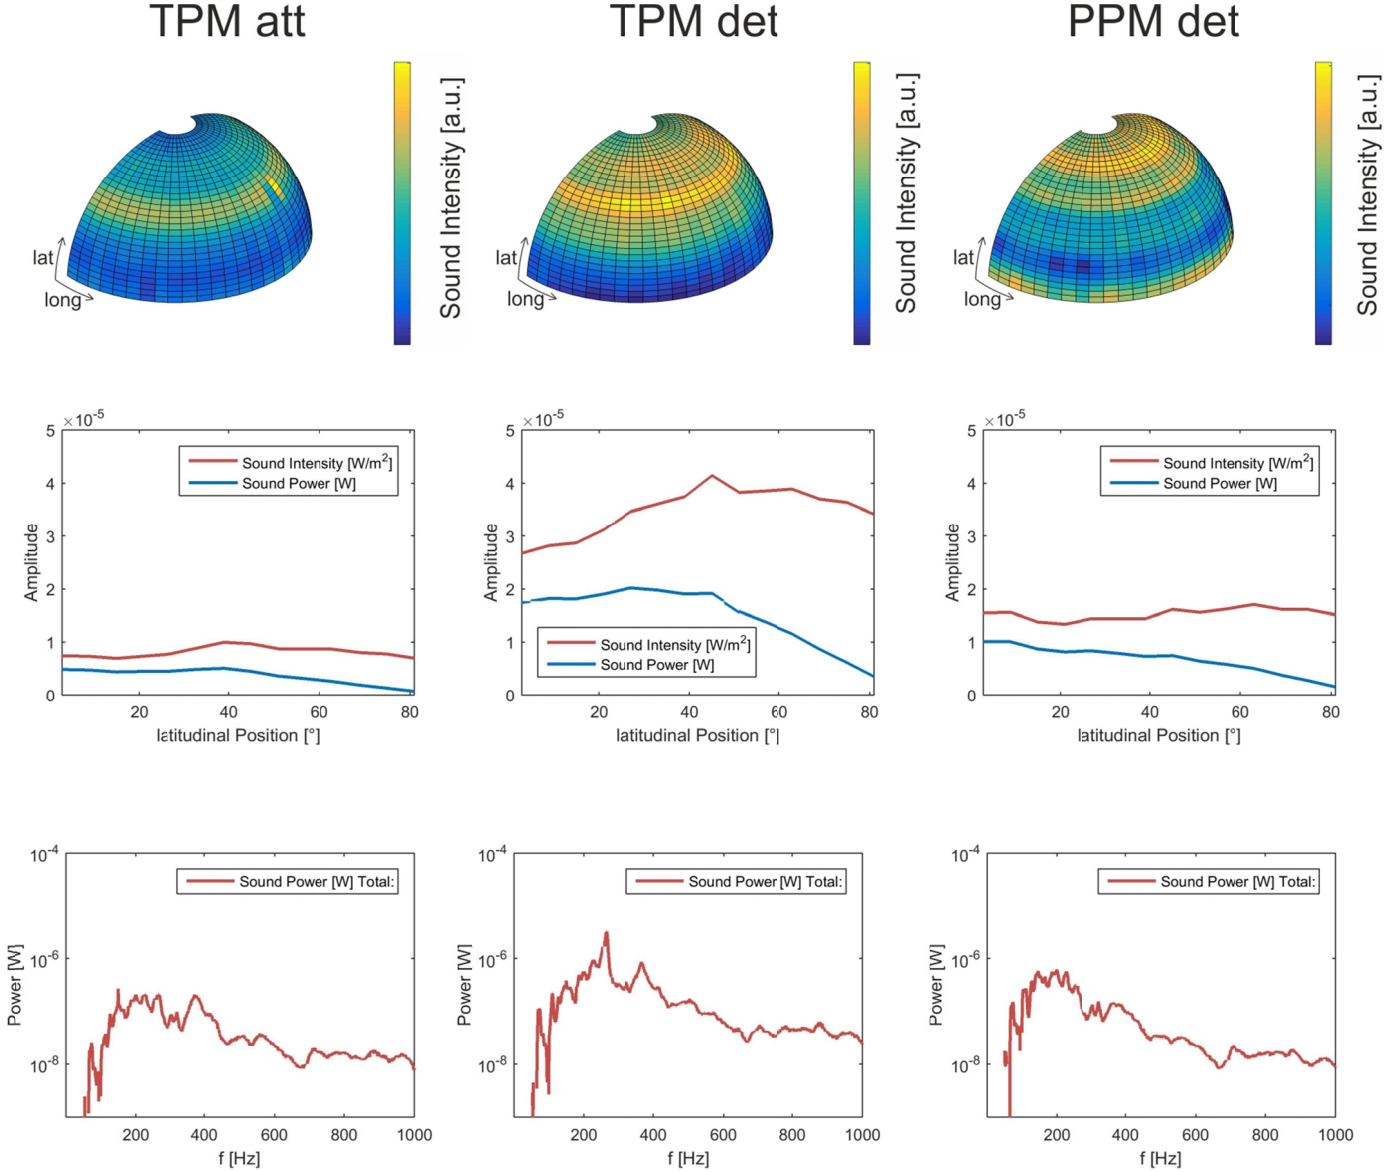 TPM att
TPM det
PPM det
Sound Intensity [a.u.]
lat
long
Sound Intensity [a.u.]
lat
long
Sound Intensity [a.u.]
lat
long
×10-5
5
4
3
2
1
0
Amplitude
Sound Intensity [W/m2]
Sound Power [W]
20
40
60
80
latitudinal Position [°]
×10-5
5
4
3
2
1
0
Amplitude
Sound Intensity [W/m2]
Sound Power [W]
20
40
60
80
latitudinal Position [°]
×10-5
5
4
3
2
1
0
Amplitude
Sound Intensity [W/m2]
Sound Power [W]
20
40
60
80
latitudinal Position [°]
10-4
10-6
10-8
Power [W]
Sound Power [W] Total:
200
400
600
800
1000
f [Hz]
10-4
10-6
10-8
Power [W]
Sound Power [W] Total:
200
400
600
800
1000
f [Hz]
10-4
10-6
10-8
Power [W]
Sound Power [W] Total:
200
400
600
800
1000
f [Hz]